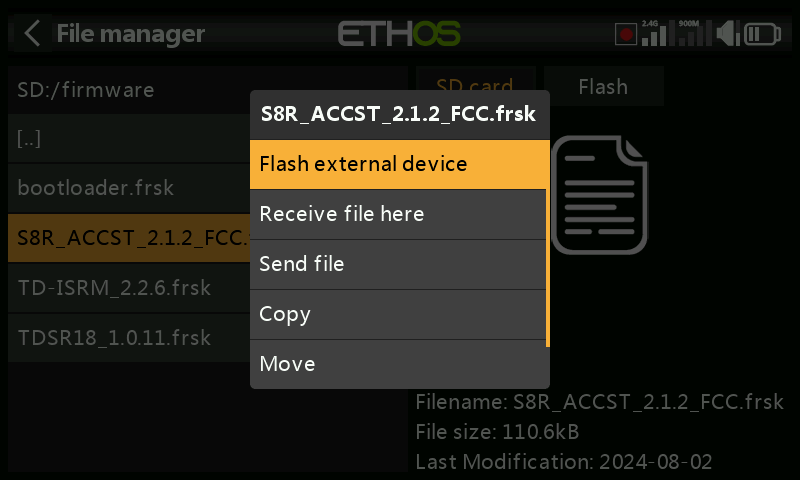 File manager
ETHOS
2.4G
900M
SD:/firmware
SD card
Flash
[..]
bootloader.frsk
S8R_ACCST_2.1.2_FCC.
TD-ISRM_2.2.6.frsk
TDSR18_1.0.11.frsk
S8R_ACCST_2.1.2_FCC.frsk
Flash external device
Receive file here
Send file
Copy
Move
Filename: S8R_ACCST_2.1.2_FCC.frsk
File size: 110.6kB
Last Modification: 2024-08-02